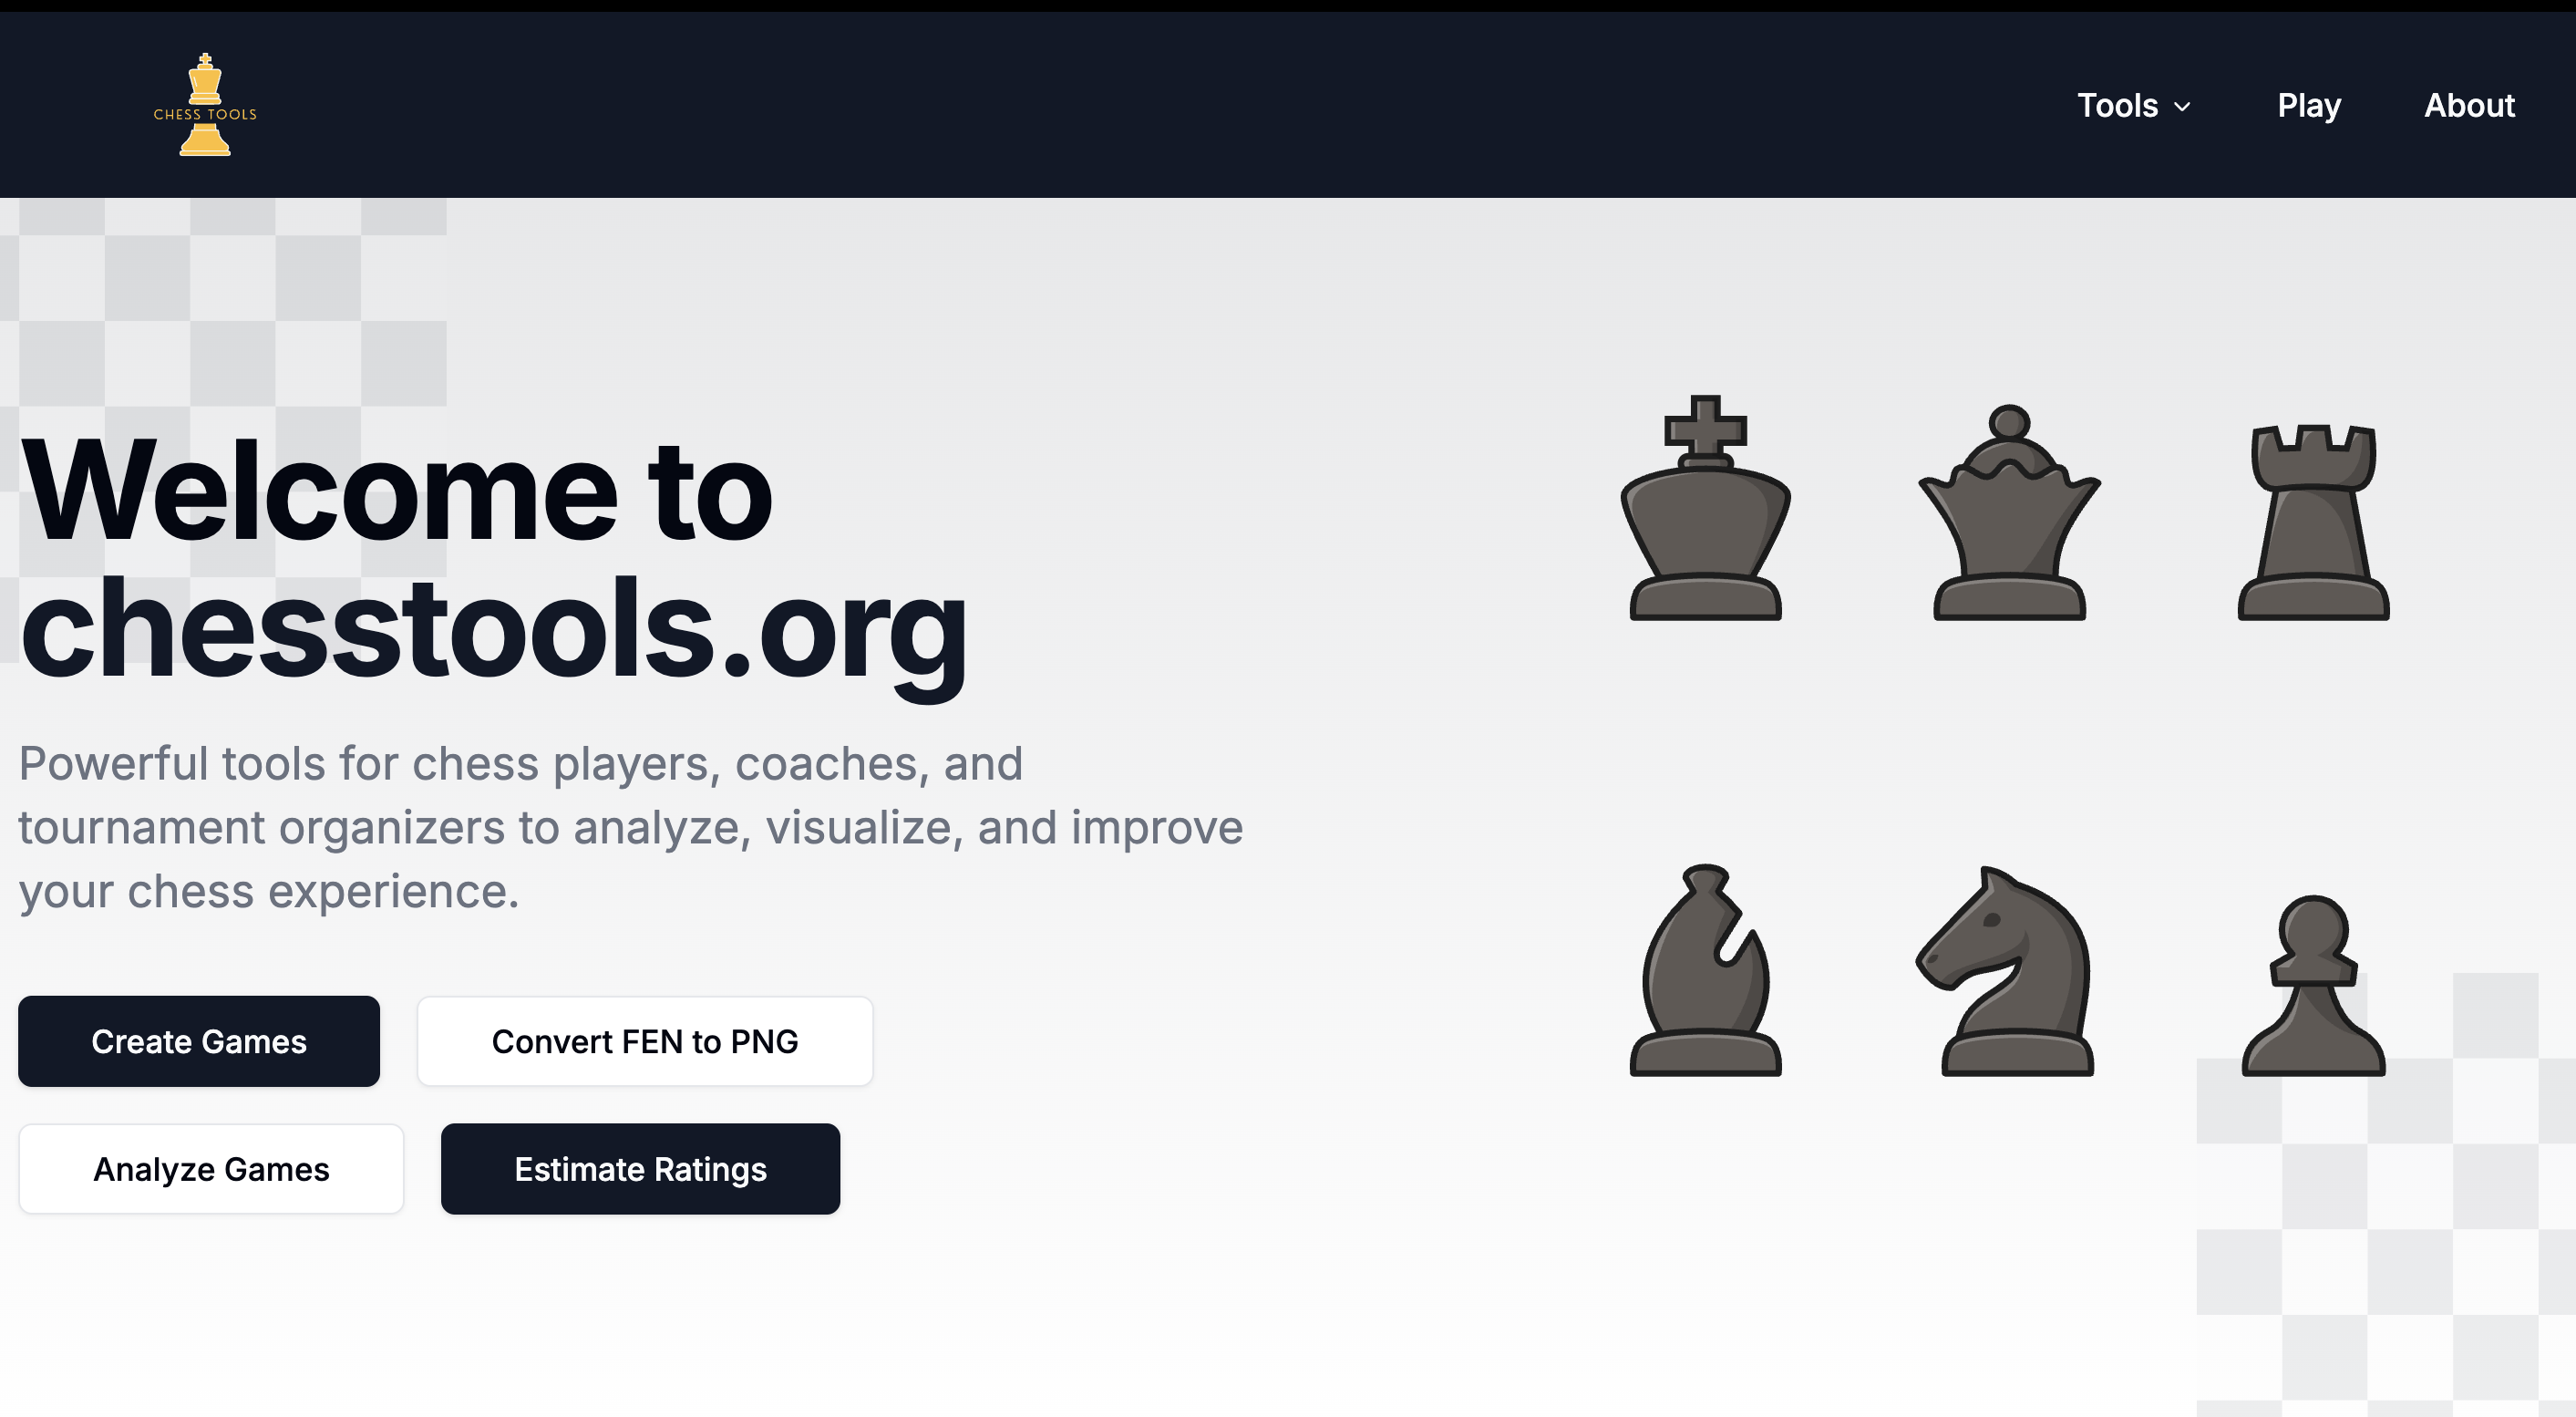 CHESS TOOLS
Tools
Play
About
Welcome to
chesstools.org
Powerful tools for chess players, coaches, and
tournament organizers to analyze, visualize, and improve
your chess experience.
Create Games
Convert FEN to PNG
Analyze Games
Estimate Ratings